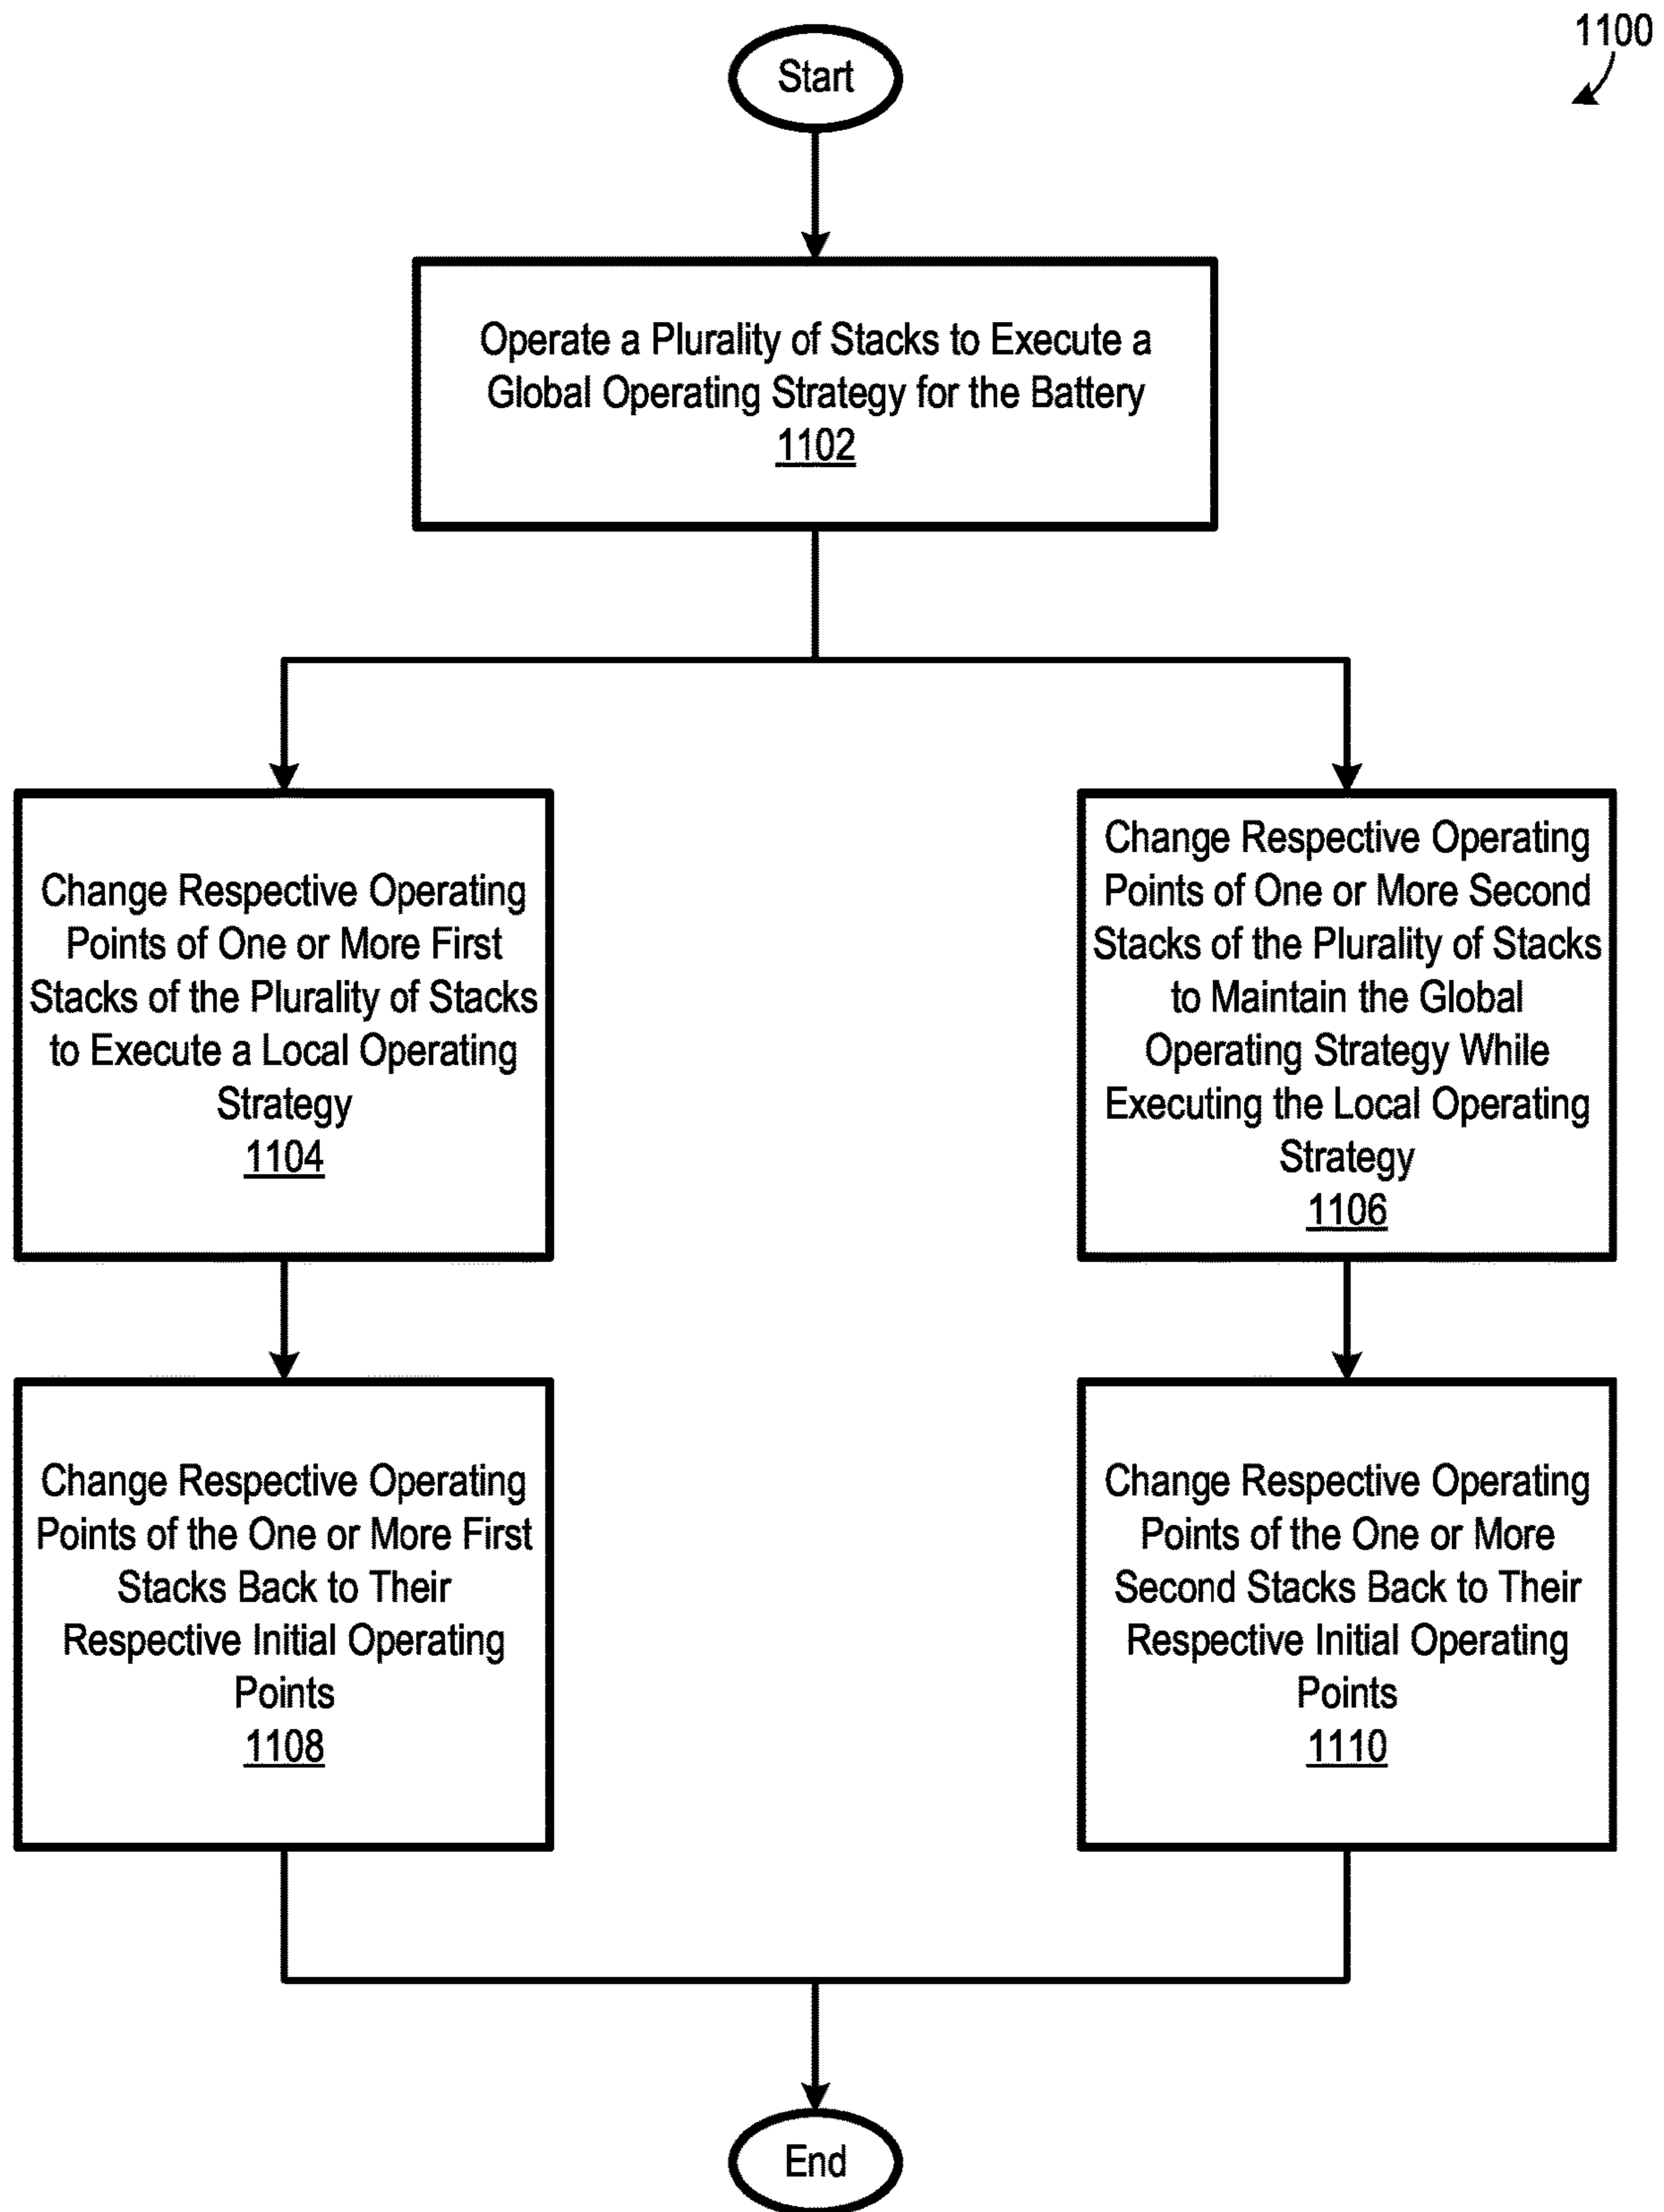 1100
Start
Operate a Plurality of Stacks to Execute a
Global Operating Strategy for the Battery
1102
Change Respective Operating
Points of One or More First
Stacks of the Plurality of Stacks
to Execute a Local Operating
Strategy
1104
Change Respective Operating
Points of One or More Second
Stacks of the Plurality of Stacks
to Maintain the Global
Operating Strategy While
Executing the Local Operating
Strategy
1106
Change Respective Operating
Points of the One or More First
Stacks Back to Their
Respective Initial Operating
Points
1108
Change Respective Operating
Points of the One or More
Second Stacks Back to Their
Respective Initial Operating
Points
1110
End